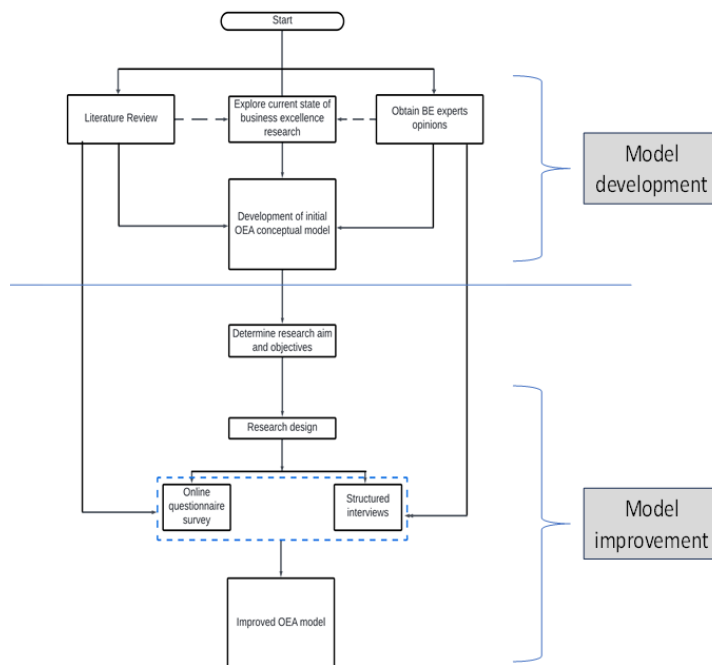 Start
Literature Review
Explore current state of
business excellence
research
Obtain BE experts
opinions
Model
development
Development of initial
OEA conceptual model
Determine research aim
and objectives
Research design
Online
questionnaire
survey
Structured
interviews
Model
improvement
Improved OEA model